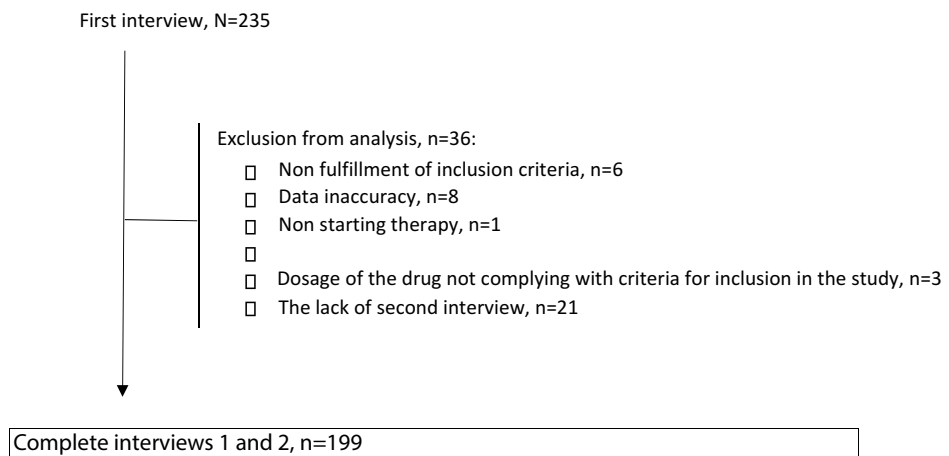 First interview, N=235
Exclusion from analysis, n=36:
Non fulfillment of inclusion criteria, n=6
Data inaccuracy, n=8
Non starting therapy, n=1
Dosage of the drug not complying with criteria for inclusion in the study, n=3
The lack of second interview, n=21
Complete interviews 1 and 2, n=199